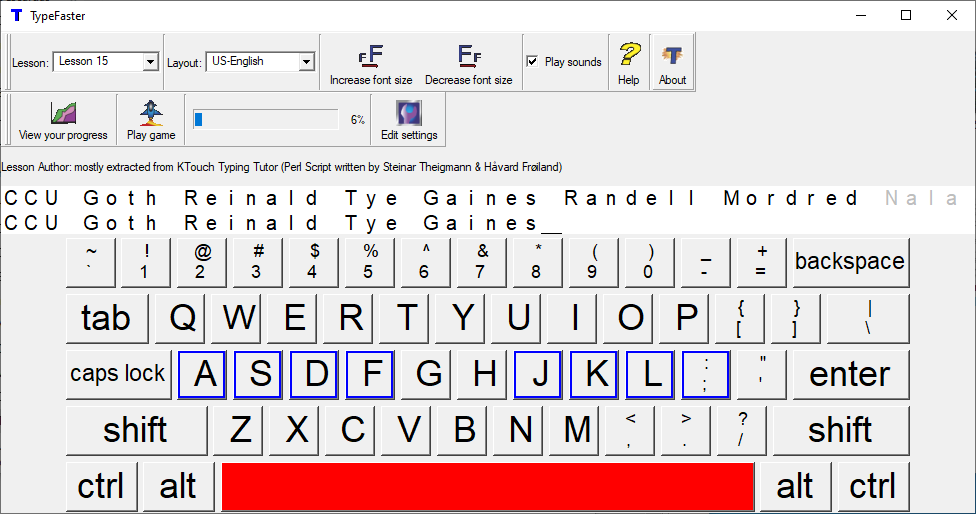 TypeFaster
Lesson: Lesson 15 Layout: US-English Increase font size Decrease font size Play sounds Help About
View your progress Play game 6% Edit settings
Lesson Author: mostly extracted from KTouch Typing Tutor (Perl Script written by Steinar Theigmann & Håvard Frøiland)
CCU Goth Reinald Tye Gaines Randell Mordred Nala
CCU Goth Reinald Tye Gaines_
~ ! @ # $ % ^ & * ( ) _ +
` 1 2 3 4 5 6 7 8 9 0 - = backspace
tab Q W E R T Y U I O P { } |
[ ] \
caps lock A S D F G H J K L : " enter
; '
shift Z X C V B N M < > ? shift
, . /
ctrl alt alt ctrl